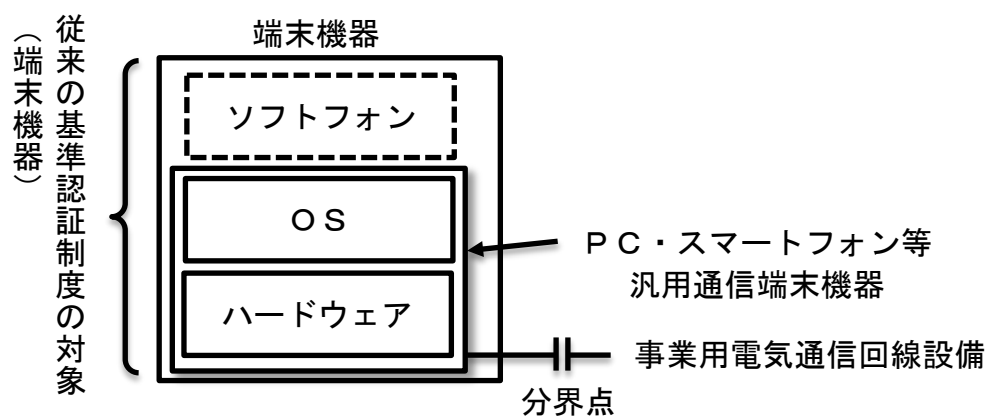 従来の基準認証制度の対象
（端末機器）
端末機器
ソフトフォン
ＯＳ
ハードウェア
ＰＣ・スマートフォン等
汎用通信端末機器
事業用電気通信回線設備
分界点